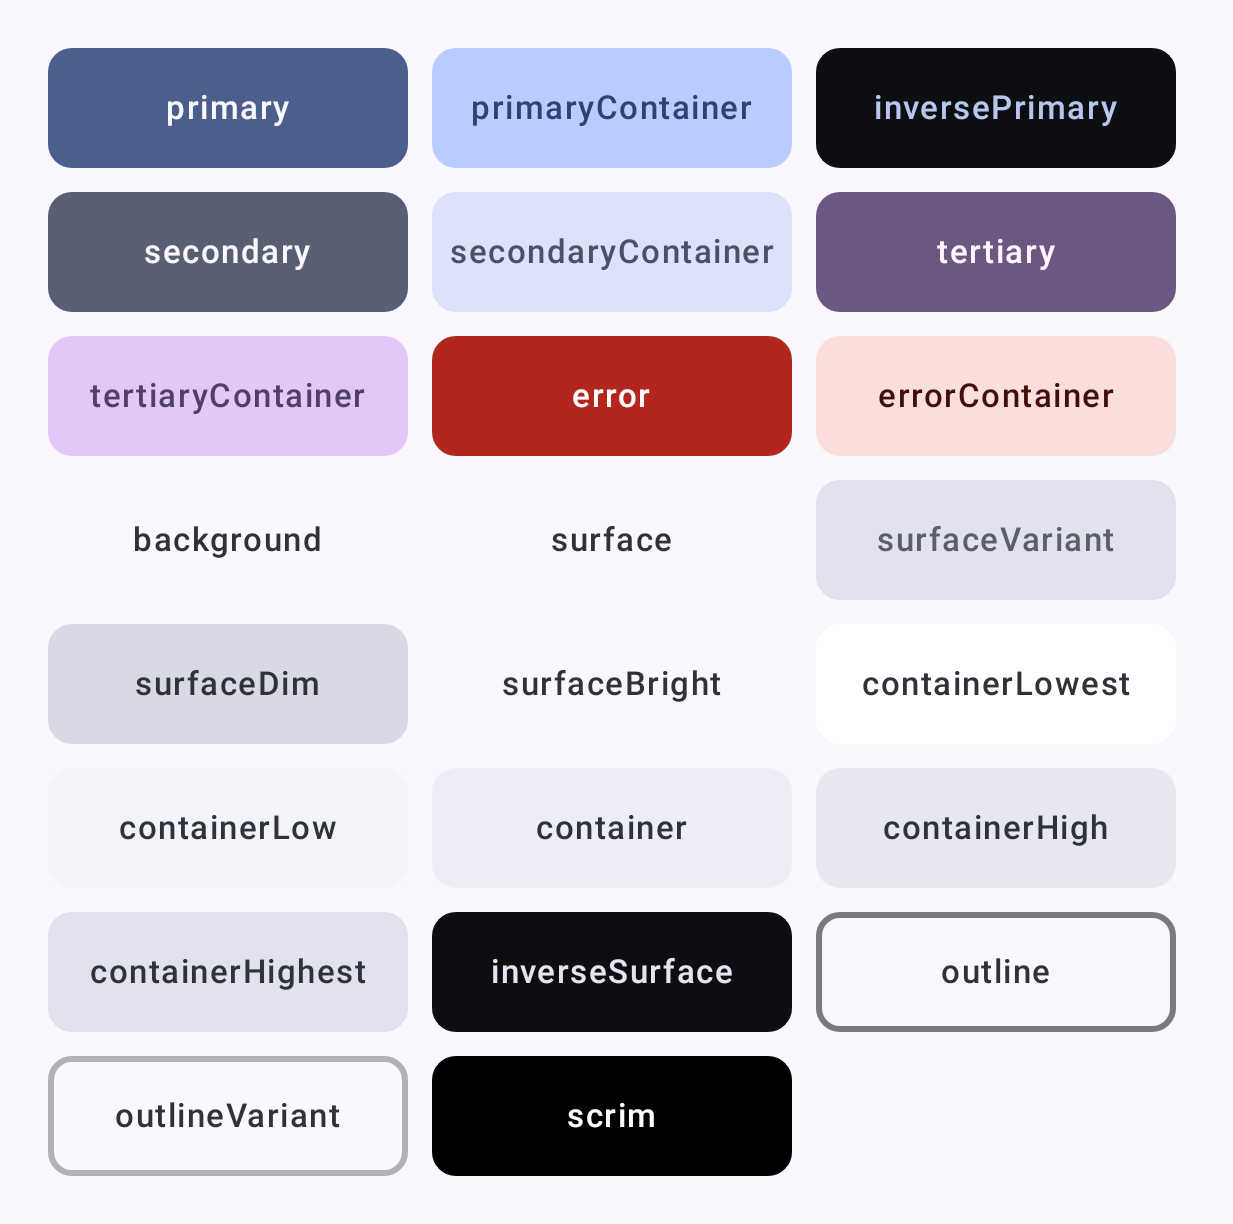 primary
primaryContainer
inversePrimary
secondary
secondaryContainer
tertiary
tertiaryContainer
error
errorContainer
background
surface
surfaceVariant
surfaceDim
surfaceBright
containerLowest
containerLow
container
containerHigh
containerHighest
inverseSurface
outline
outlineVariant
scrim